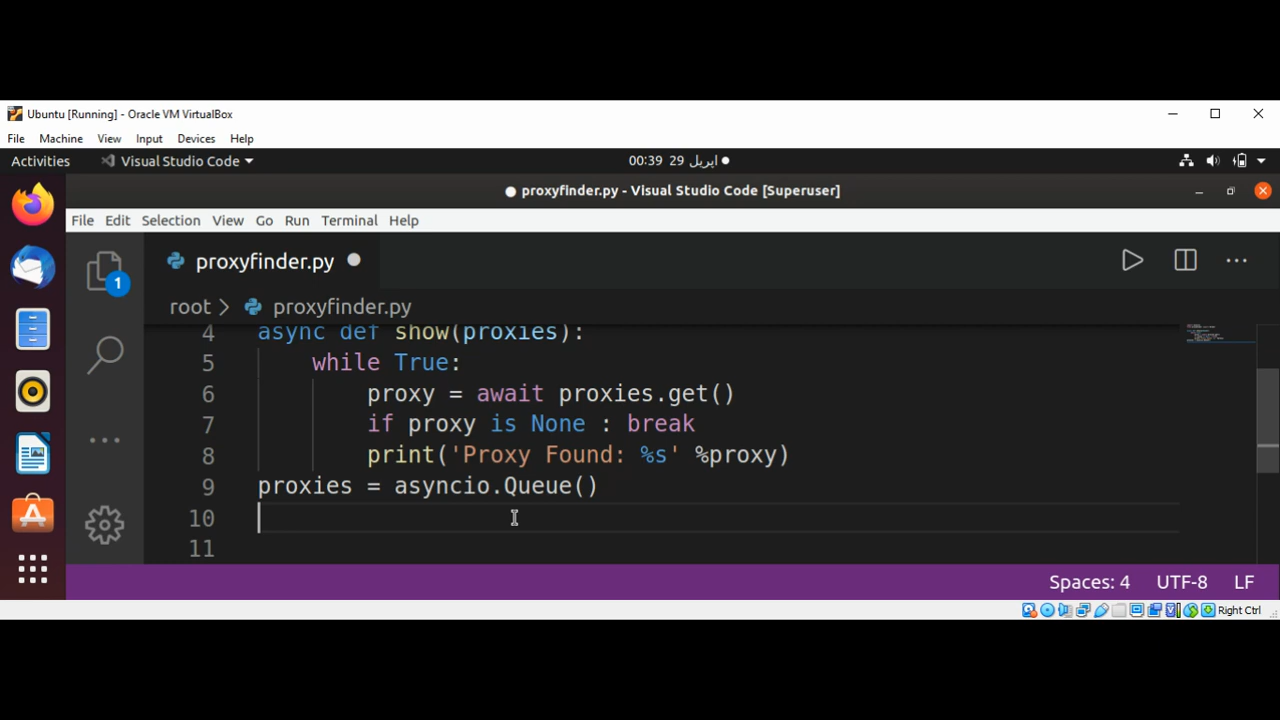 Ubuntu [Running] - Oracle VM VirtualBox
File Machine View Input Devices Help
Activities Visual Studio Code 00:39 29 اپریل
proxyfinder.py - Visual Studio Code [Superuser]
File Edit Selection View Go Run Terminal Help
proxyfinder.py
1
root > proxyfinder.py
4 async def show(proxies):
5 while True:
6 proxy = await proxies.get()
7 if proxy is None : break
8 print('Proxy Found: %s' %proxy)
9 proxies = asyncio.Queue()
10
11
Spaces: 4 UTF-8 LF
Right Ctrl